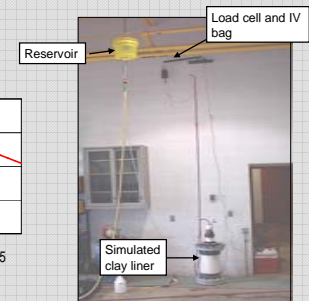 Load cell and IV
bag
Reservoir
5
Simulated
clay liner